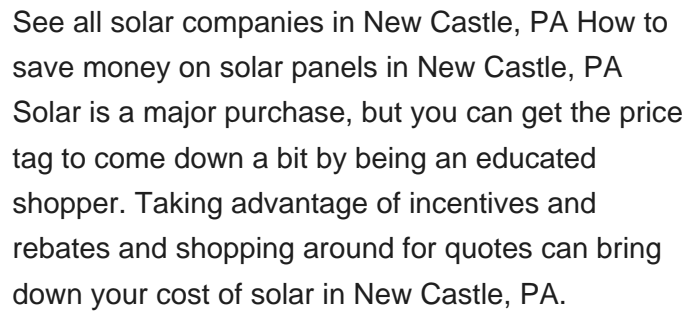 See all solar companies in New Castle, PA How to
save money on solar panels in New Castle, PA
Solar is a major purchase, but you can get the price
tag to come down a bit by being an educated
shopper. Taking advantage of incentives and
rebates and shopping around for quotes can bring
down your cost of solar in New Castle, PA.